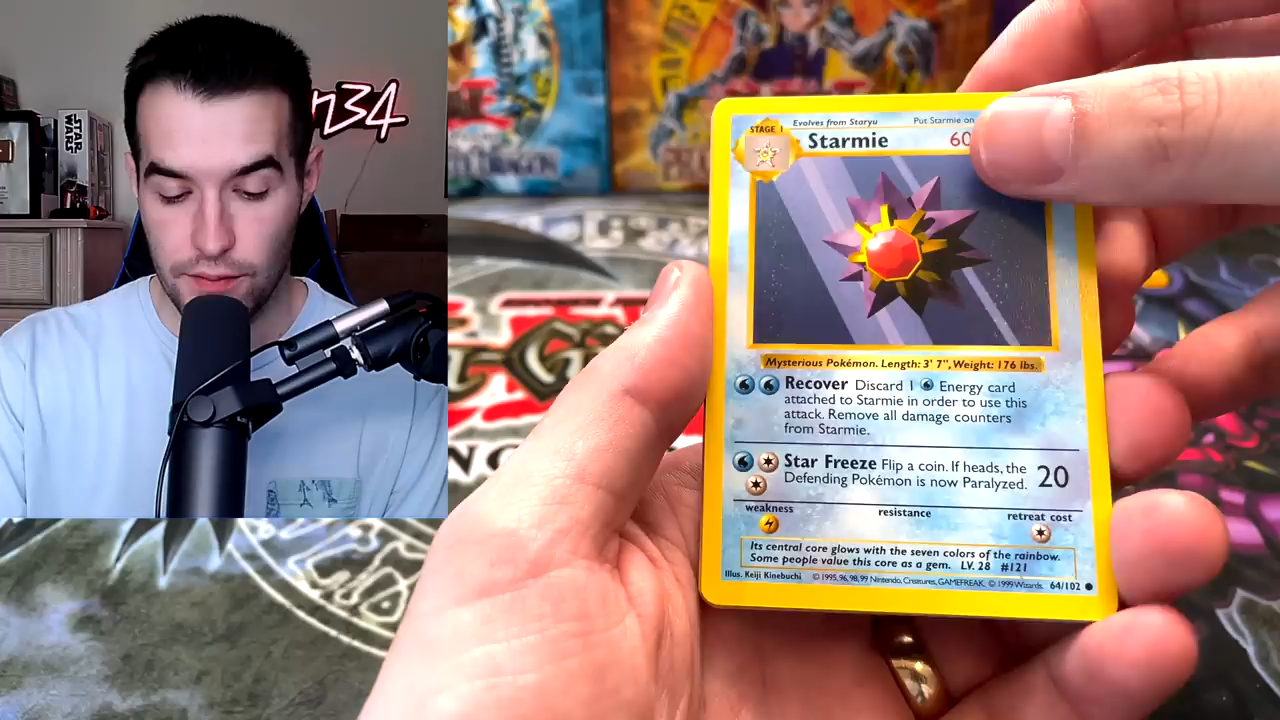 n34
STAR
WARS
STAGE 1
Evolves from Staryu
Put Starmie on
Starmie
60
Mysterious Pokémon. Length: 3' 7", Weight: 176 lbs.
Recover Discard 1 Energy card
attached to Starmie in order to use this
attack. Remove all damage counters
from Starmie.
Star Freeze Flip a coin. If heads, the
Defending Pokémon is now Paralyzed.
20
weakness
resistance
retreat cost
Its central core glows with the seven colors of the rainbow.
Some people value this core as a gem. LV. 28 #121
Illus. Keiji Kinebuchi
© 1995, 96, 98, 99 Nintendo, Creatures, GAMEFREAK. © 1999 Wizards.
64/102